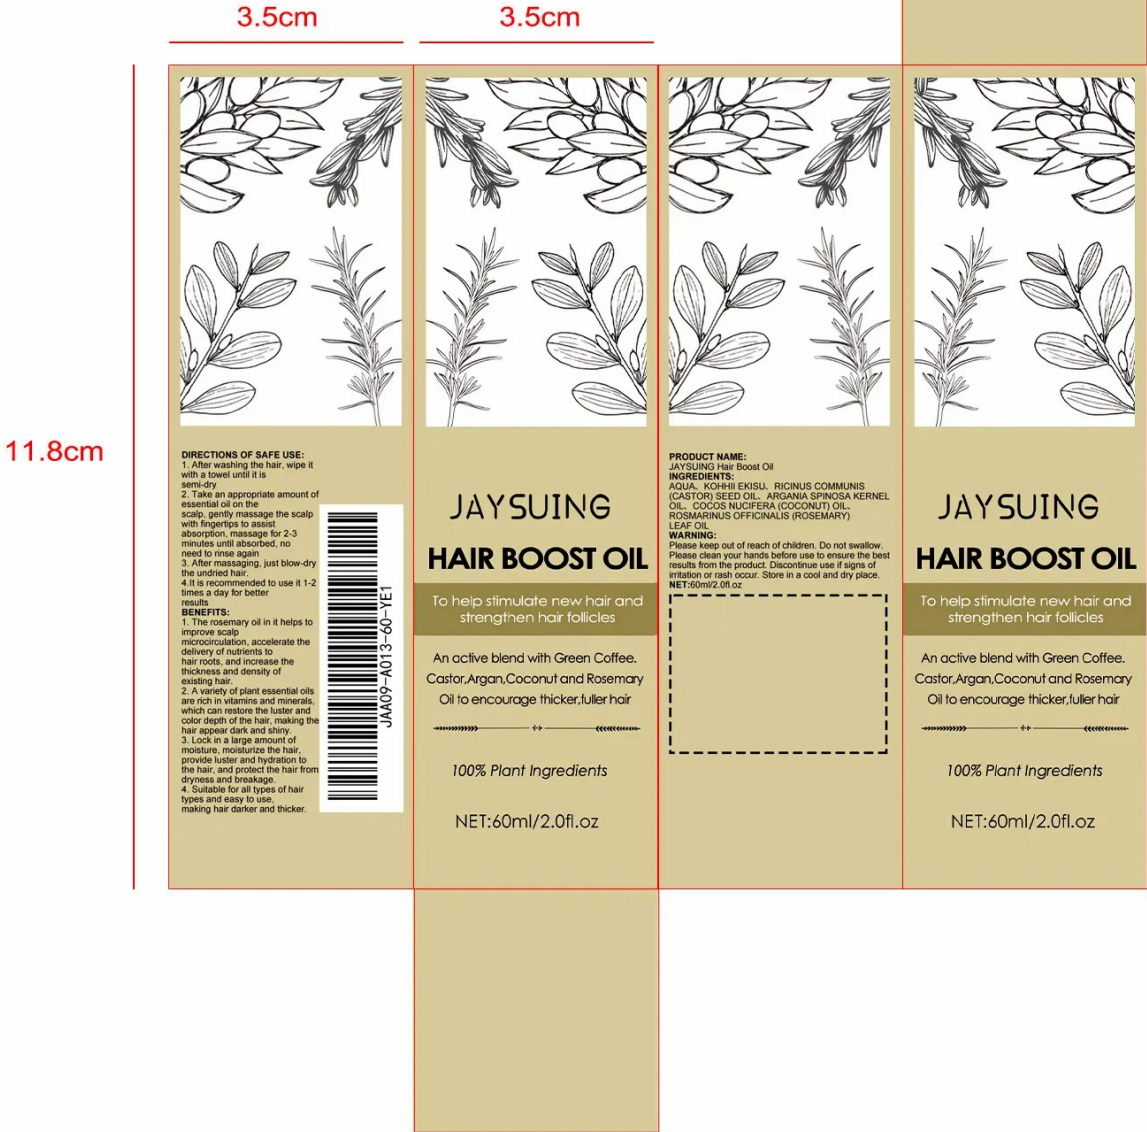 3.5cm
3.5cm
11.8cm
DIRECTIONS OF SAFE USE:
1. After washing the hair, wipe it
with a towel until it is
semi-dry
2. Take an appropriate amount of
essential oil on the
scalp, gently massage the scalp
with fingertips to assist
absorption, massage for 2-3
minutes until absorbed, no
need to rinse again
3. After massaging, just blow-dry
the undried hair.
4.It is recommended to use it 1-2
times a day for better
results
BENEFITS:
1. The rosemary oil in it helps to
improve scalp
microcirculation, accelerate the
delivery of nutrients to
hair roots, and increase the
thickness and density of
existing hair.
2. A variety of plant essential oils
are rich in vitamins and minerals,
which can restore the luster and
color depth of the hair, making the
hair appear dark and shiny.
3. Lock in a large amount of
moisture, moisturize the hair,
provide luster and hydration to
the hair, and protect the hair from
dryness and breakage.
4. Suitable for all types of hair
types and easy to use,
making hair darker and thicker.
JAA09-A013-60-YE1
JAYSUING
HAIR BOOST OIL
To help stimulate new hair and
strengthen hair follicles
An active blend with Green Coffee.
Castor,Argan,Coconut and Rosemary
Oil to encourage thicker,fuller hair
100% Plant Ingredients
NET:60ml/2.0fl.oz
PRODUCT NAME:
JAYSUING Hair Boost Oil
INGREDIENTS:
AQUA、KOHHII EKISU、RICINUS COMMUNIS
(CASTOR) SEED OIL、ARGANIA SPINOSA KERNEL
OIL、COCOS NUCIFERA (COCONUT) OIL、
ROSMARINUS OFFICINALIS (ROSEMARY)
LEAF OIL
WARNING:
Please keep out of reach of children. Do not swallow.
Please clean your hands before use to ensure the best
results from the product. Discontinue use if signs of
irritation or rash occur. Store in a cool and dry place.
NET:60ml/2.0fl.oz
JAYSUING
HAIR BOOST OIL
To help stimulate new hair and
strengthen hair follicles
An active blend with Green Coffee.
Castor,Argan,Coconut and Rosemary
Oil to encourage thicker,fuller hair
100% Plant Ingredients
NET:60ml/2.0fl.oz